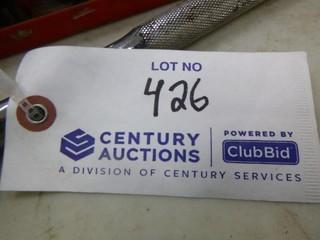 LOT NO
426
CENTURY AUCTIONS
POWERED BY
ClubBid
A DIVISION OF CENTURY SERVICES